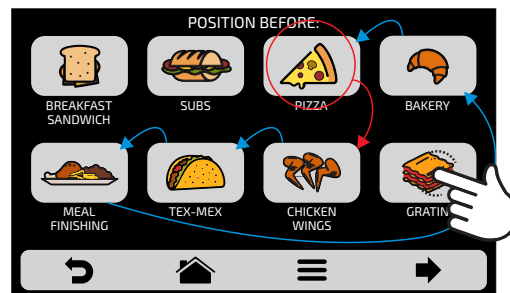 POSITION BEFORE:
BREAKFAST
SANDWICH
SUBS
PIZZA
BAKERY
MEAL
FINISHING
TEX-MEX
CHICKEN
WINGS
GRATIN